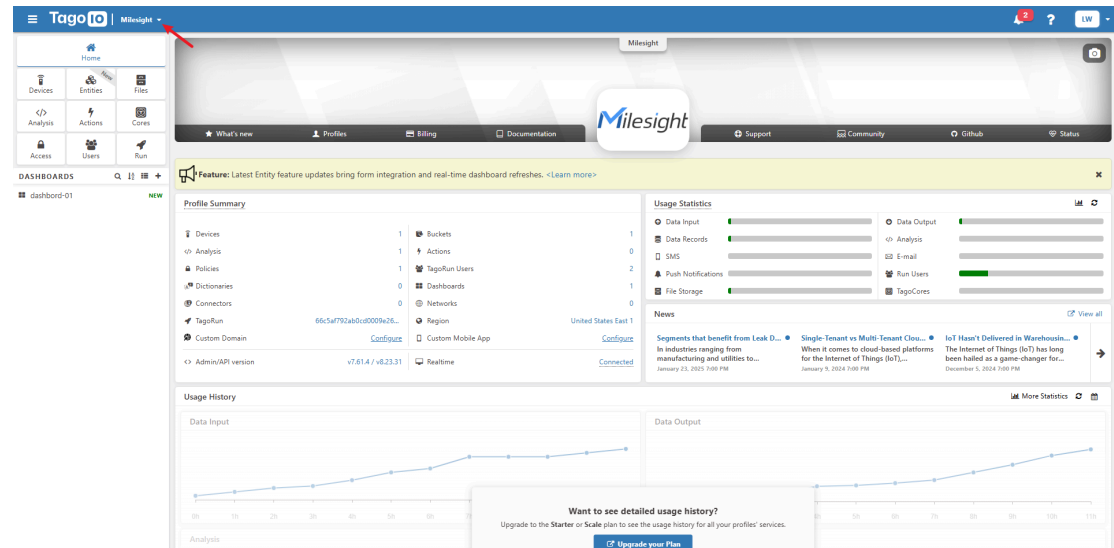 Tago IO | Milesight
2
?
LW
Home
Devices
Entities
New
Files
Analysis
Actions
Cores
Access
Users
Run
DASHBOARDS
dashbord-01
NEW
Milesight
Milesight
What's new
Profiles
Billing
Documentation
Support
Community
Github
Status
Feature: Latest Entity feature updates bring form integration and real-time dashboard refreshes. <Learn more>
Profile Summary
Devices 1
Buckets 1
Analysis 1
Actions 0
Policies 1
TagoRun Users 2
Dictionaries 0
Dashboards 1
Connectors 0
Networks 0
TagoRun 66c5af792ab0cd0009e26...
Region United States East 1
Custom Domain Configure
Custom Mobile App Configure
Admin/API version v7.61.4 / v8.23.31
Realtime Connected
Usage Statistics
Data Input
Data Output
Data Records
Analysis
SMS
E-mail
Push Notifications
Run Users
File Storage
TagoCores
News
View all
Segments that benefit from Leak D...
In industries ranging from
manufacturing and utilities to...
January 23, 2025 7:00 PM
Single-Tenant vs Multi-Tenant Clou...
When it comes to cloud-based platforms
for the Internet of Things (IoT),...
January 9, 2024 7:00 PM
IoT Hasn't Delivered in Warehousin...
The Internet of Things (IoT) has long
been hailed as a game-changer for...
December 5, 2024 7:00 PM
Usage History
More Statistics
Data Input
0h 1h 2h 3h 4h 5h 6h
Data Output
4h 5h 6h 7h 8h 9h 10h 11h
Want to see detailed usage history?
Upgrade to the Starter or Scale plan to see the usage history for all your profiles' services.
Upgrade your Plan
Analysis